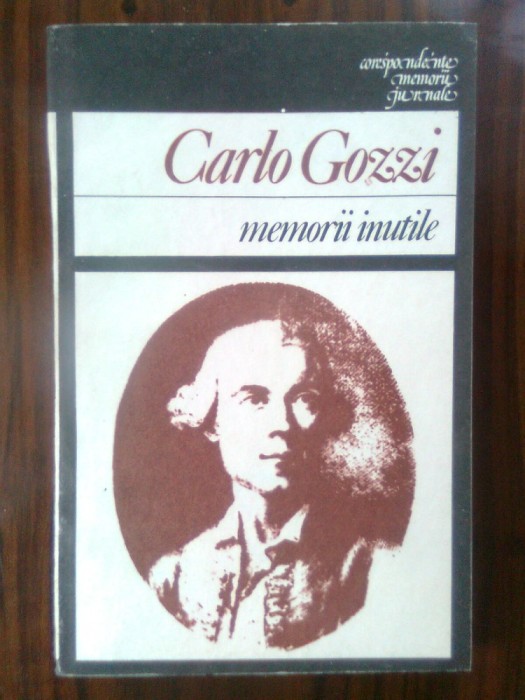 corespondențe
memorii
jurnale
Carlo Gozzi
memorii inutile